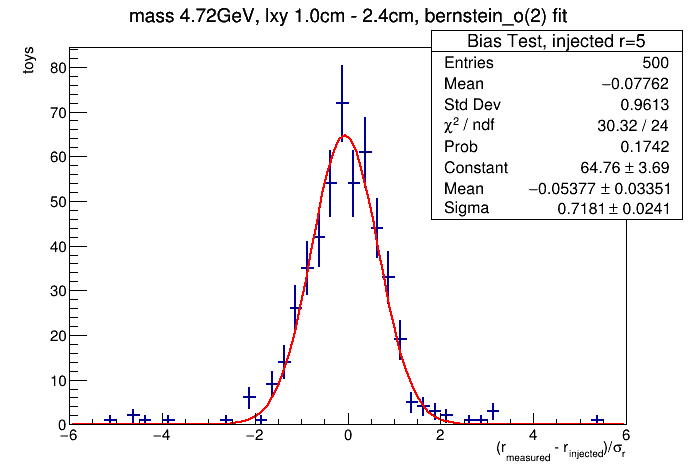 mass 4.72GeV, lxy 1.0cm - 2.4cm, bernstein_o(2) fit
Bias Test, injected r=5
Entries 500
Mean −0.07762
Std Dev 0.9613
χ² / ndf 30.32 / 24
Prob 0.1742
Constant 64.76 ± 3.69
Mean −0.05377 ± 0.03351
Sigma 0.7181 ± 0.0241
toys
80
70
60
50
40
30
20
10
0
−6 −4 −2 0 2 4 6
(r_measured - r_injected)/σ_r